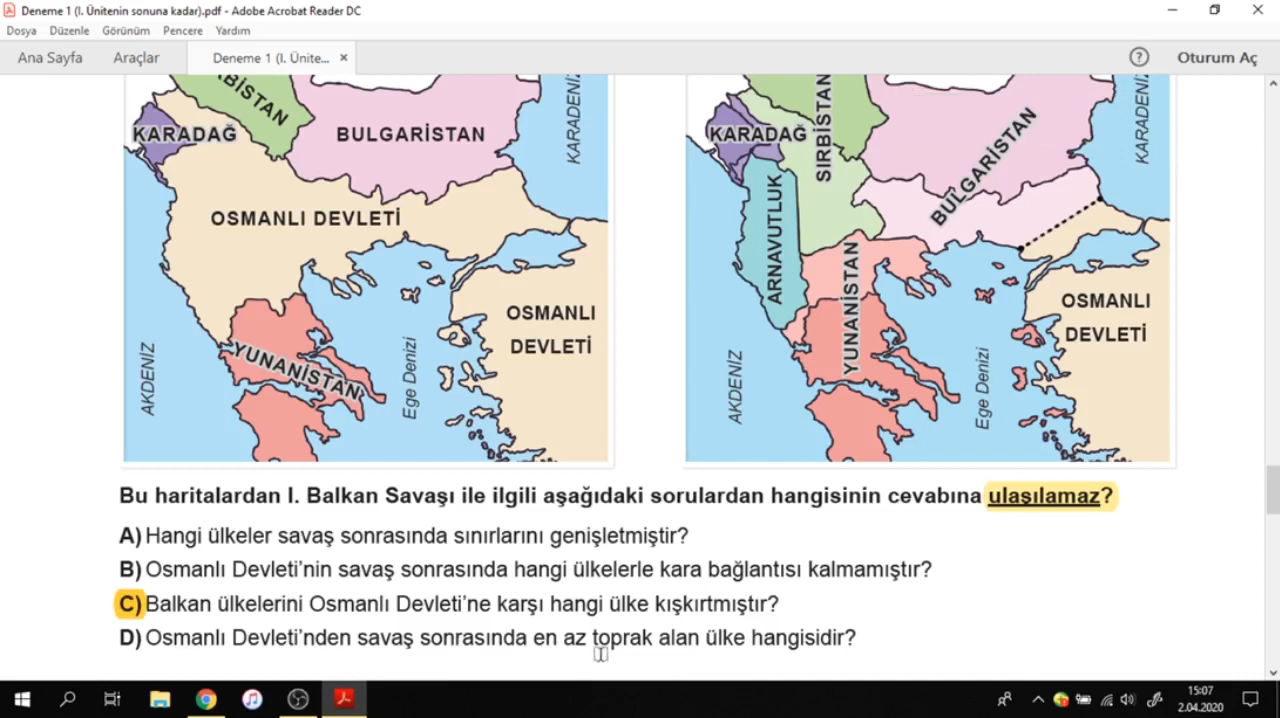 Deneme 1 (I. Ünitenin sonuna kadar).pdf - Adobe Acrobat Reader DC
Dosya Düzenle Görünüm Pencere Yardım
Ana Sayfa Araçlar Deneme 1 (I. Ünite... × ? Oturum Aç
KARADAĞ
BULGARİSTAN
KARADENİZ
OSMANLI DEVLETİ
OSMANLI
DEVLETİ
YUNANİSTAN
AKDENİZ
Ege Denizi
KARADAĞ
SIRBİSTAN
BULGARİSTAN
KARADENİZ
ARNAVUTLUK
YUNANİSTAN
OSMANLI
DEVLETİ
AKDENİZ
Ege Denizi
Bu haritalardan I. Balkan Savaşı ile ilgili aşağıdaki sorulardan hangisinin cevabına ulaşılamaz?
A) Hangi ülkeler savaş sonrasında sınırlarını genişletmiştir?
B) Osmanlı Devleti'nin savaş sonrasında hangi ülkelerle kara bağlantısı kalmamıştır?
C) Balkan ülkelerini Osmanlı Devleti'ne karşı hangi ülke kışkırtmıştır?
D) Osmanlı Devleti'nden savaş sonrasında en az toprak alan ülke hangisidir?
15:07
2.04.2020